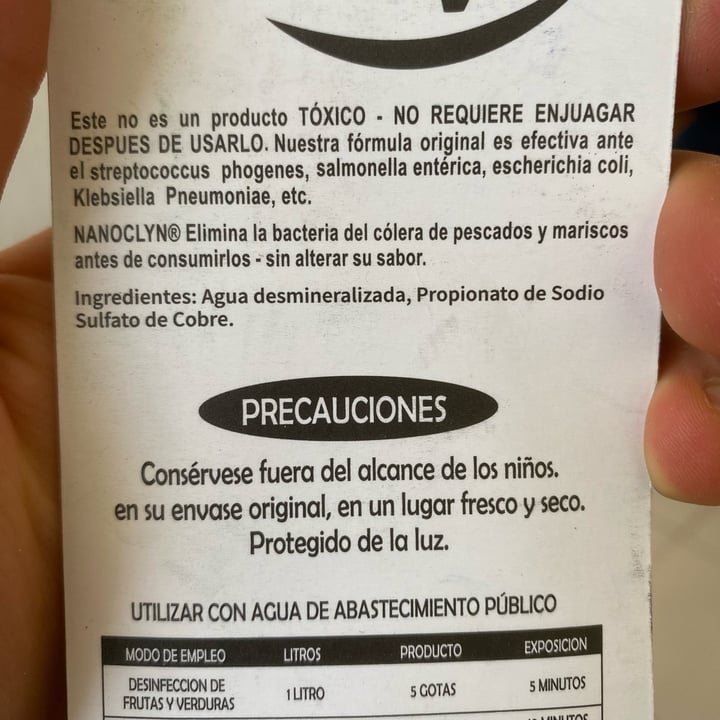 Este no es un producto TÓXICO - NO REQUIERE ENJUAGAR
DESPUES DE USARLO. Nuestra fórmula original es efectiva ante
el streptococcus phogenes, salmonella entérica, escherichia coli,
Klebsiella Pneumoniae, etc.
NANOCLYN® Elimina la bacteria del cólera de pescados y mariscos
antes de consumirlos - sin alterar su sabor.
Ingredientes: Agua desmineralizada, Propionato de Sodio
Sulfato de Cobre.
PRECAUCIONES
Consérvese fuera del alcance de los niños.
en su envase original, en un lugar fresco y seco.
Protegido de la luz.
UTILIZAR CON AGUA DE ABASTECIMIENTO PÚBLICO
MODO DE EMPLEO LITROS PRODUCTO EXPOSICION
DESINFECCION DE
FRUTAS Y VERDURAS 1 LITRO 5 GOTAS 5 MINUTOS
MINUTOS